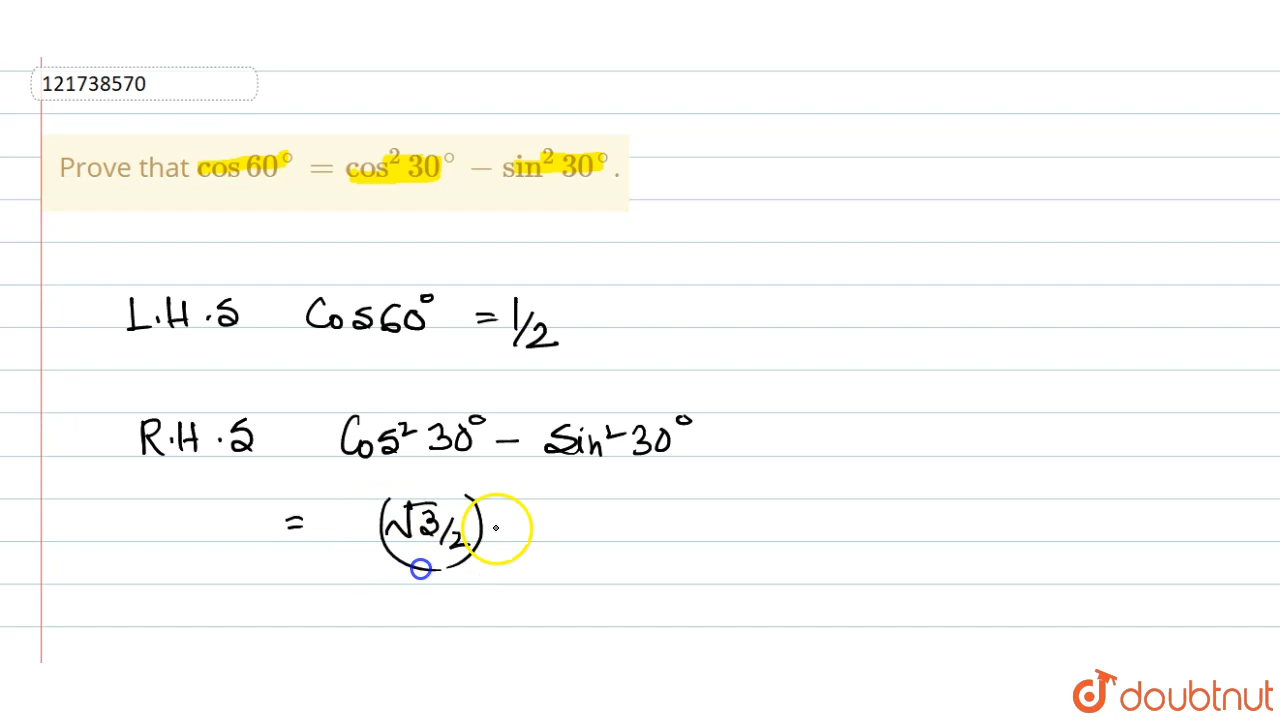 121738570
Prove that cos 60° = cos² 30° − sin² 30°.
L.H.S Cos60° = 1/2
R.H.S Cos² 30° − Sin² 30°
= (√3/2)
doubtnut